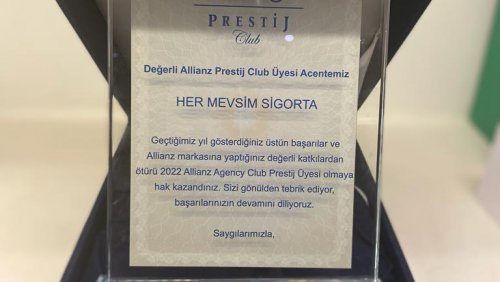 PRESTİJ
Club
Değerli Allianz Prestij Club Üyesi Acentemiz
HER MEVSİM SİGORTA
Geçtiğimiz yıl gösterdiğiniz üstün başarılar ve
Allianz markasına yaptığınız değerli katkılardan
ötürü 2022 Allianz Agency Club Prestij Üyesi olmaya
hak kazandınız. Sizi gönülden tebrik ediyor,
başarılarınızın devamını diliyoruz.
Saygılarımızla,